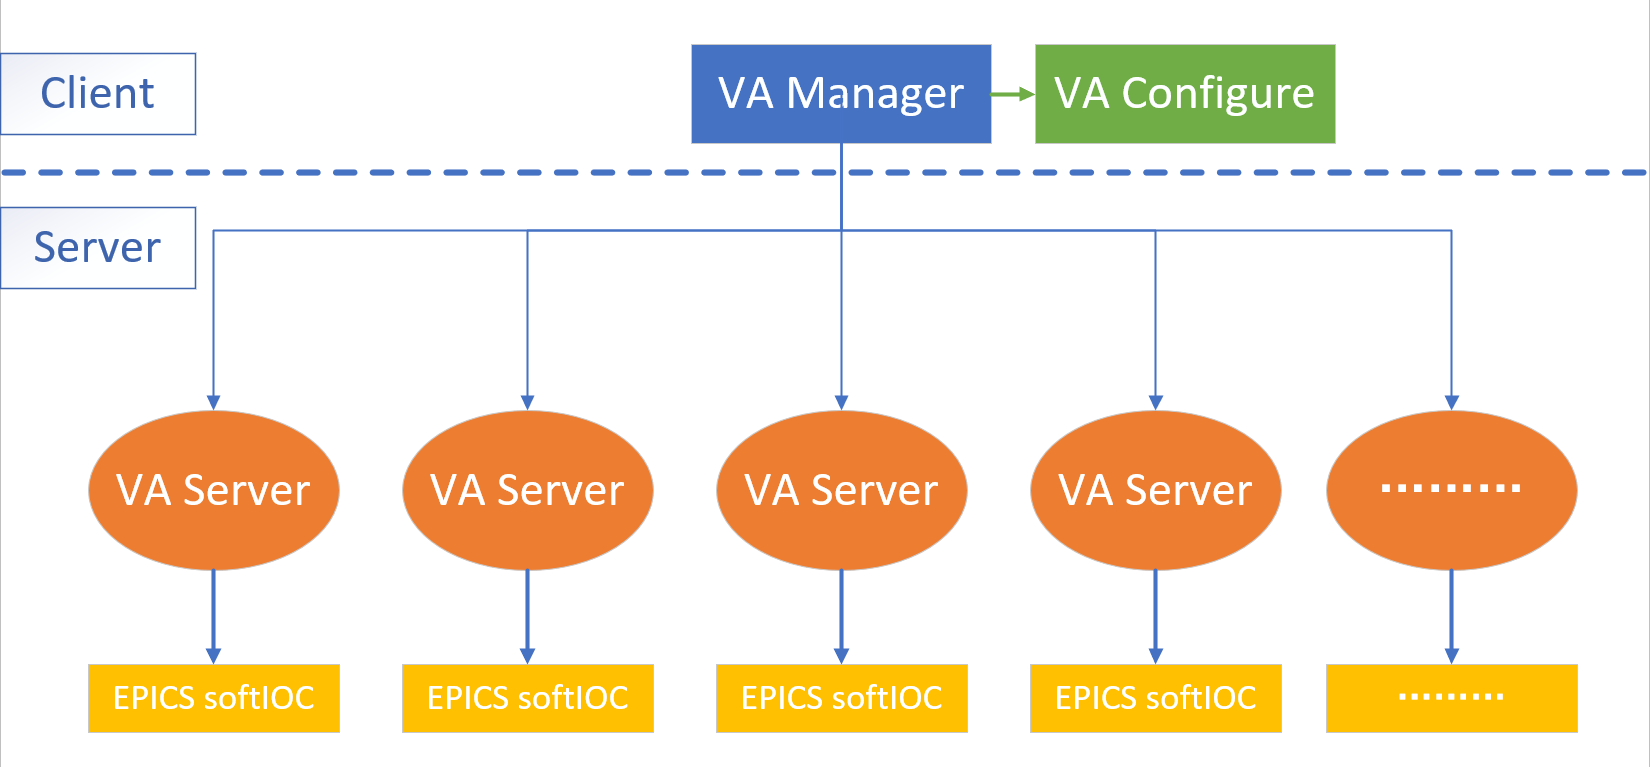 Client
VA Manager
VA Configure
Server
VA Server
VA Server
VA Server
VA Server
·········
EPICS softIOC
EPICS softIOC
EPICS softIOC
EPICS softIOC
·········